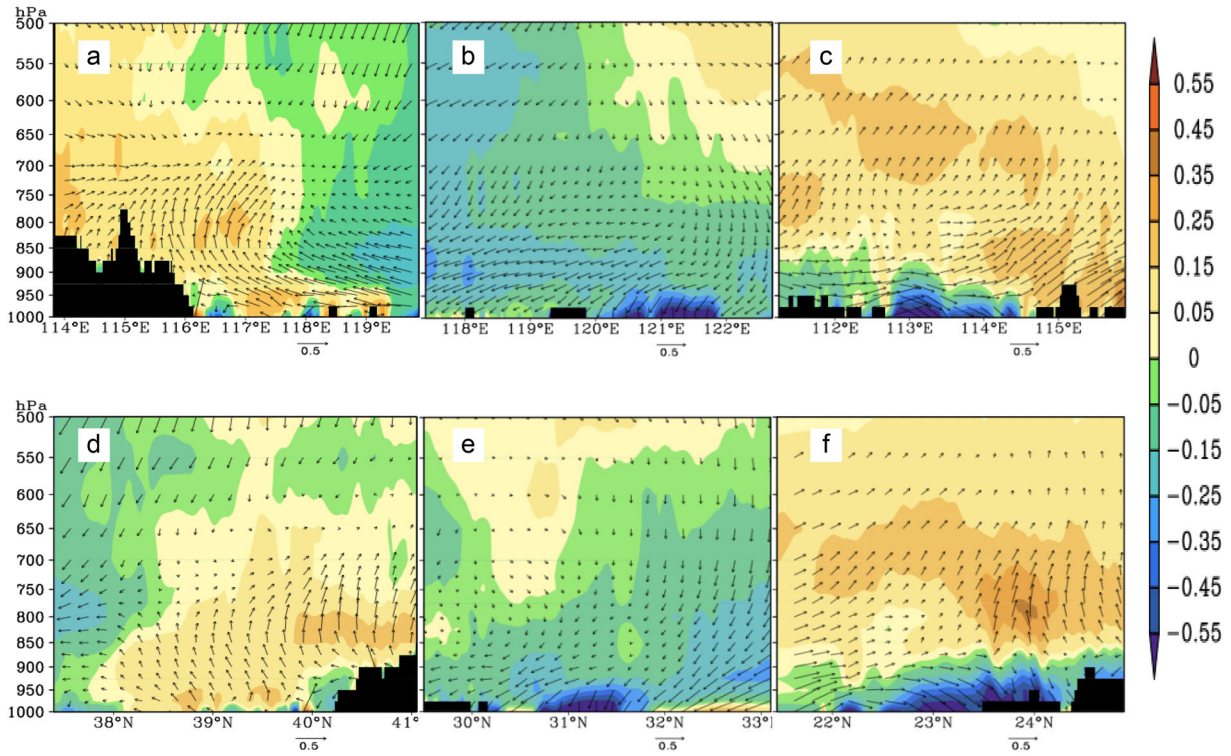 hPa
500
550
600
650
700
750
800
850
900
950
1000
a
b
c
114°E 115°E 116°E 117°E 118°E 119°E
118°E 119°E 120°E 121°E 122°E
112°E 113°E 114°E 115°E
0.5
0.5
0.5
0.55
0.45
0.35
0.25
0.15
0.05
0
-0.05
-0.15
-0.25
-0.35
-0.45
-0.55
hPa
500
550
600
650
700
750
800
850
900
950
1000
d
e
f
38°N 39°N 40°N 41°N
30°N 31°N 32°N 33°N
22°N 23°N 24°N
0.5
0.5
0.5